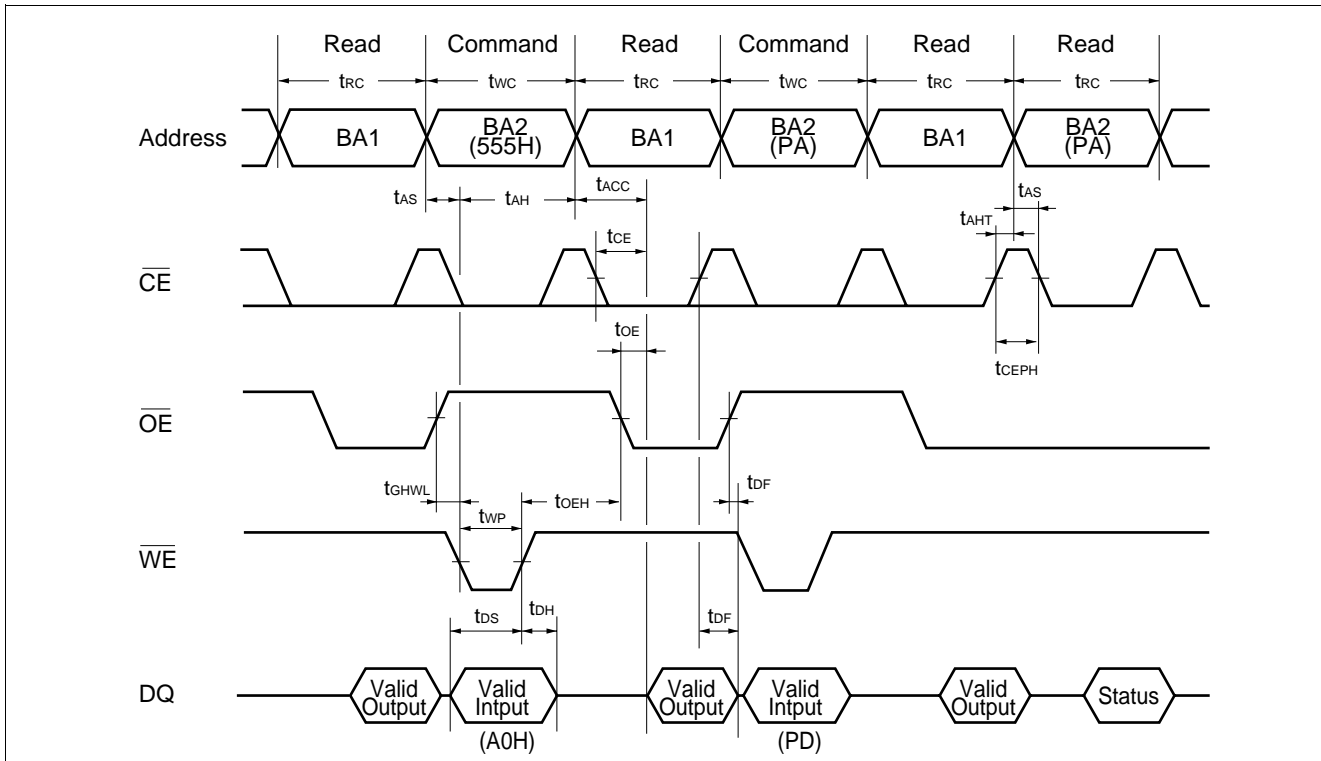 Read Command Read Command Read Read
tRC tWC tRC tWC tRC tRC
Address BA1 BA2 BA1 BA2 BA1 BA2
(555H) (PA) (PA)
tAS tAH tACC tAS
tAHT
tCE
CE
tOE
tCEPH
OE
tDF
tGHWL tOEH
tWP
WE
tDS tDH tDF
DQ Valid Valid Valid Valid Valid Status
Output Intput Output Intput Output
(A0H) (PD)